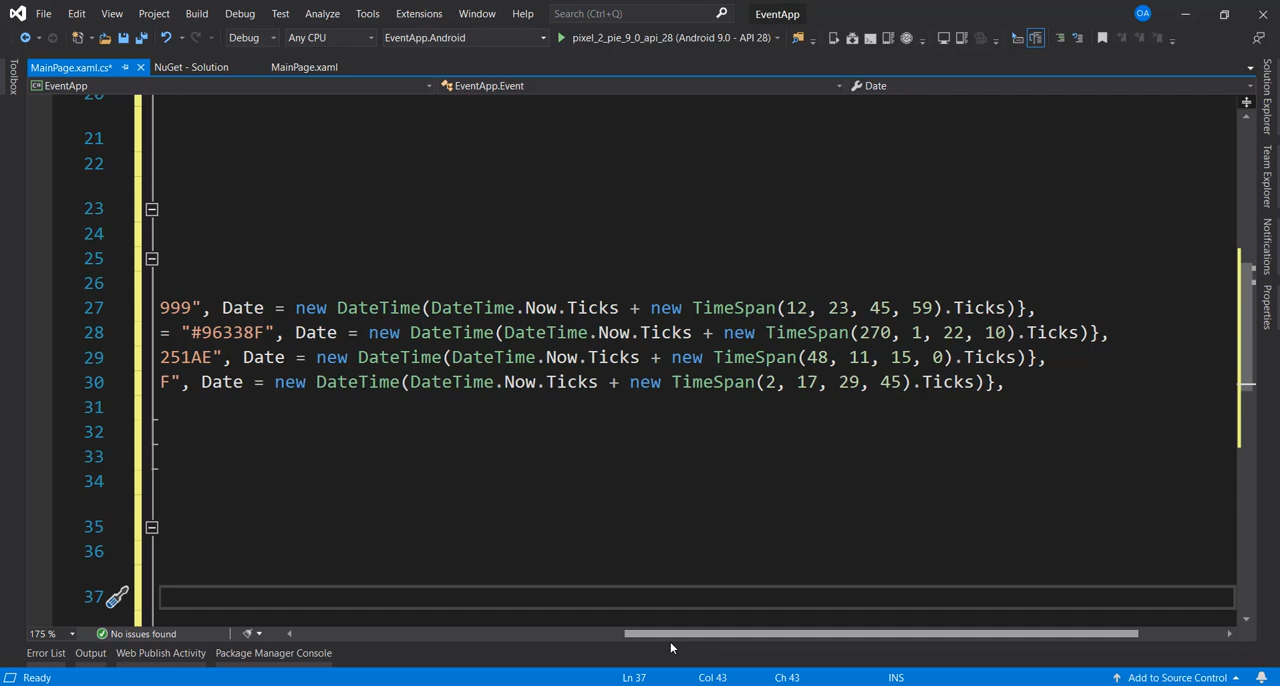 File Edit View Project Build Debug Test Analyze Tools Extensions Window Help Search (Ctrl+Q) EventApp OA
Debug Any CPU EventApp.Android pixel_2_pie_9_0_api_28 (Android 9.0 - API 28)
MainPage.xaml.cs* NuGet - Solution MainPage.xaml
EventApp EventApp.Event Date
Toolbox
Solution Explorer
Team Explorer
Notifications
Properties
20
21
22
23
24
25
26
27 999", Date = new DateTime(DateTime.Now.Ticks + new TimeSpan(12, 23, 45, 59).Ticks)},
28 = "#96338F", Date = new DateTime(DateTime.Now.Ticks + new TimeSpan(270, 1, 22, 10).Ticks)},
29 251AE", Date = new DateTime(DateTime.Now.Ticks + new TimeSpan(48, 11, 15, 0).Ticks)},
30 F", Date = new DateTime(DateTime.Now.Ticks + new TimeSpan(2, 17, 29, 45).Ticks)},
31
32
33
34
35
36
37
175 % No issues found
Error List Output Web Publish Activity Package Manager Console
Ready Ln 37 Col 43 Ch 43 INS Add to Source Control